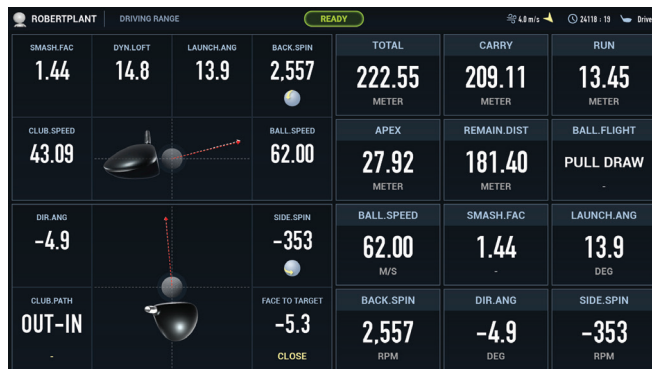 ROBERTPLANT DRIVING RANGE READY 4.0 m/s 24118 : 19 Drive
SMASH.FAC DYN.LOFT LAUNCH.ANG BACK.SPIN
1.44 14.8 13.9 2,557
CLUB.SPEED BALL.SPEED
43.09 62.00
DIR.ANG SIDE.SPIN
-4.9 -353
CLUB.PATH FACE TO TARGET
OUT-IN -5.3
- CLOSE
TOTAL CARRY RUN
222.55 209.11 13.45
METER METER METER
APEX REMAIN.DIST BALL.FLIGHT
27.92 181.40 PULL DRAW
METER METER -
BALL.SPEED SMASH.FAC LAUNCH.ANG
62.00 1.44 13.9
M/S - DEG
BACK.SPIN DIR.ANG SIDE.SPIN
2,557 -4.9 -353
RPM DEG RPM